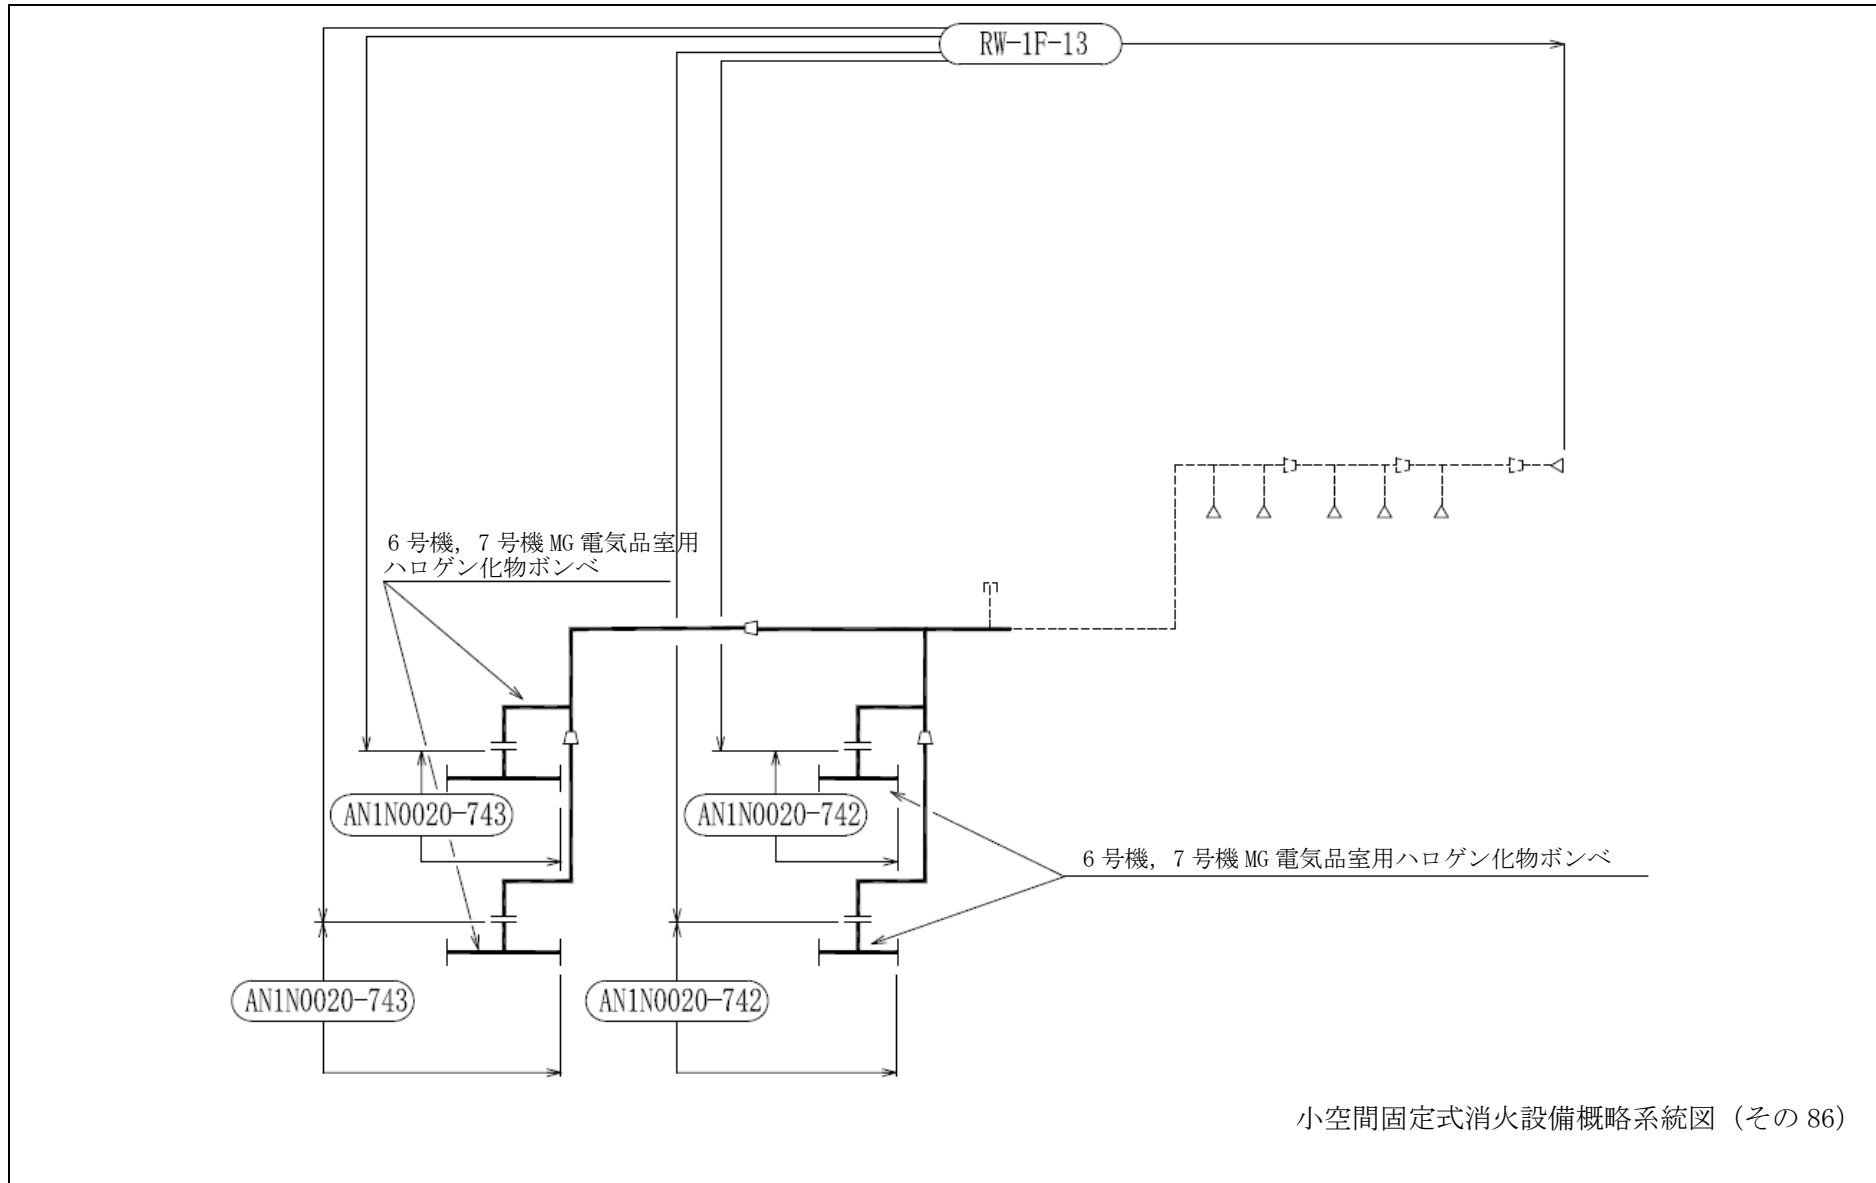 RW-1F-13
6号機，7号機 MG 電気品室用
ハロゲン化物ボンベ
AN1N0020-743
AN1N0020-742
6号機，7号機 MG 電気品室用ハロゲン化物ボンベ
AN1N0020-743
AN1N0020-742
小空間固定式消火設備概略系統図（その 86）